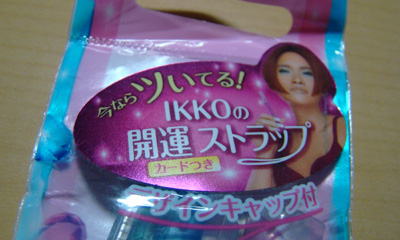 今ならツいてる!
IKKOの
開運 ストラップ
カードつき
デザインキャップ付